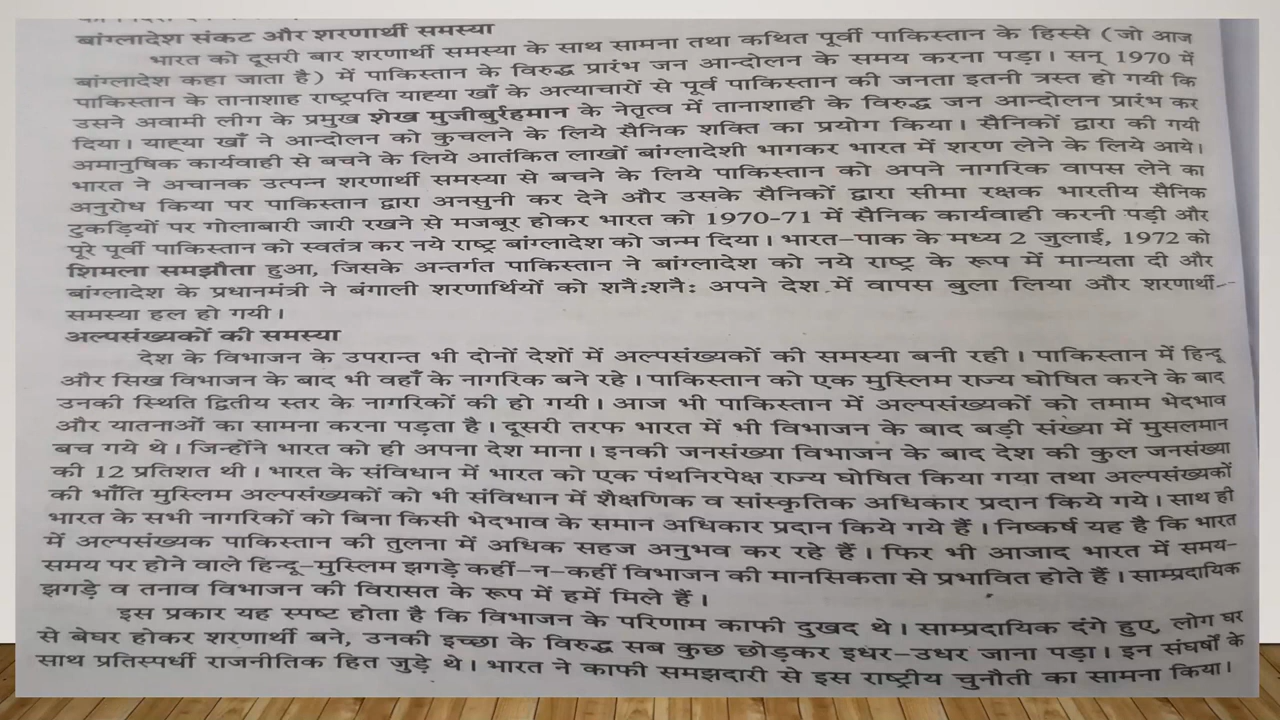 बांग्लादेश संकट और शरणार्थी समस्या
भारत को दूसरी बार शरणार्थी समस्या के साथ सामना तथा कथित पूर्वी पाकिस्तान के हिस्से (जो आज
बांग्लादेश कहा जाता है) में पाकिस्तान के विरुद्ध प्रारंभ जन आन्दोलन के समय करना पड़ा। सन् 1970 में
पाकिस्तान के तानाशाह राष्ट्रपति याह्या खाँ के अत्याचारों से पूर्व पाकिस्तान की जनता इतनी त्रस्त हो गयी कि
उसने अवामी लीग के प्रमुख शेख मुजीबुर्रहमान के नेतृत्व में तानाशाही के विरुद्ध जन आन्दोलन प्रारंभ कर
दिया। याह्या खाँ ने आन्दोलन को कुचलने के लिये सैनिक शक्ति का प्रयोग किया। सैनिकों द्वारा की गयी
अमानुषिक कार्यवाही से बचने के लिये आतंकित लाखों बांग्लादेशी भागकर भारत में शरण लेने के लिये आये।
भारत ने अचानक उत्पन्न शरणार्थी समस्या से बचने के लिये पाकिस्तान को अपने नागरिक वापस लेने का
अनुरोध किया पर पाकिस्तान द्वारा अनसुनी कर देने और उसके सैनिकों द्वारा सीमा रक्षक भारतीय सैनिक
टुकड़ियों पर गोलाबारी जारी रखने से मजबूर होकर भारत को 1970-71 में सैनिक कार्यवाही करनी पड़ी और
पूरे पूर्वी पाकिस्तान को स्वतंत्र कर नये राष्ट्र बांग्लादेश को जन्म दिया। भारत–पाक के मध्य 2 जुलाई, 1972 को
शिमला समझौता हुआ, जिसके अन्तर्गत पाकिस्तान ने बांग्लादेश को नये राष्ट्र के रूप में मान्यता दी और
बांग्लादेश के प्रधानमंत्री ने बंगाली शरणार्थियों को शनै:शनै: अपने देश में वापस बुला लिया और शरणार्थी–
समस्या हल हो गयी।
अल्पसंख्यकों की समस्या
देश के विभाजन के उपरान्त भी दोनों देशों में अल्पसंख्यकों की समस्या बनी रही। पाकिस्तान में हिन्दू
और सिख विभाजन के बाद भी वहाँ के नागरिक बने रहे। पाकिस्तान को एक मुस्लिम राज्य घोषित करने के बाद
उनकी स्थिति द्वितीय स्तर के नागरिकों की हो गयी। आज भी पाकिस्तान में अल्पसंख्यकों को तमाम भेदभाव
और यातनाओं का सामना करना पड़ता है। दूसरी तरफ भारत में भी विभाजन के बाद बड़ी संख्या में मुसलमान
बच गये थे। जिन्होंने भारत को ही अपना देश माना। इनकी जनसंख्या विभाजन के बाद देश की कुल जनसंख्या
की 12 प्रतिशत थी। भारत के संविधान में भारत को एक पंथनिरपेक्ष राज्य घोषित किया गया तथा अल्पसंख्यकों
की भाँति मुस्लिम अल्पसंख्यकों को भी संविधान में शैक्षणिक व सांस्कृतिक अधिकार प्रदान किये गये। साथ ही
भारत के सभी नागरिकों को बिना किसी भेदभाव के समान अधिकार प्रदान किये गये हैं। निष्कर्ष यह है कि भारत
में अल्पसंख्यक पाकिस्तान की तुलना में अधिक सहज अनुभव कर रहे हैं। फिर भी आजाद भारत में समय–
समय पर होने वाले हिन्दू–मुस्लिम झगड़े कहीं–न–कहीं विभाजन की मानसिकता से प्रभावित होते हैं। साम्प्रदायिक
झगड़े व तनाव विभाजन की विरासत के रूप में हमें मिले हैं।
इस प्रकार यह स्पष्ट होता है कि विभाजन के परिणाम काफी दुखद थे। साम्प्रदायिक दंगे हुए, लोग घर
से बेघर होकर शरणार्थी बने, उनकी इच्छा के विरुद्ध सब कुछ छोड़कर इधर–उधर जाना पड़ा। इन संघर्षों के
साथ प्रतिस्पर्धी राजनीतिक हित जुड़े थे। भारत ने काफी समझदारी से इस राष्ट्रीय चुनौती का सामना किया।